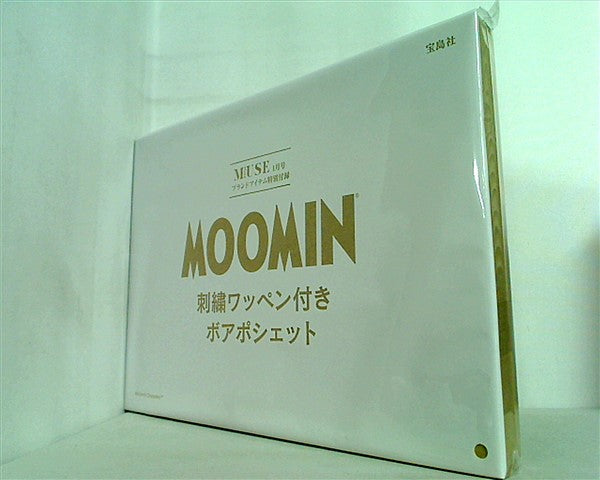 宝島社
MUSE 1月号
ブランドアイテム特別付録
MOOMIN®
刺繍ワッペン付き
ボアポシェット